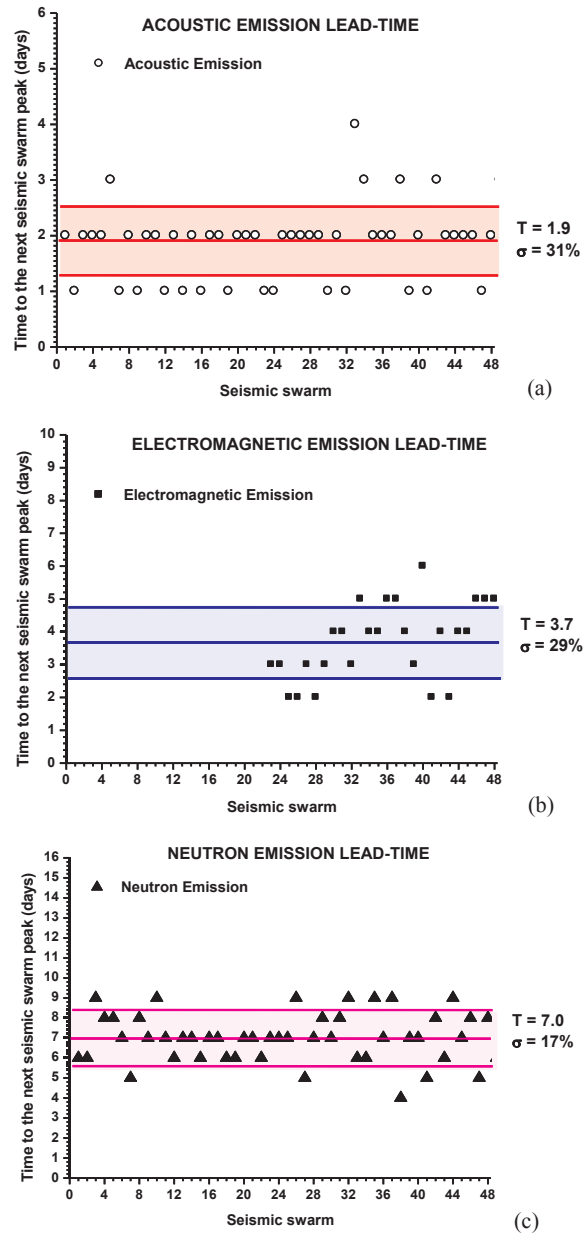 ACOUSTIC EMISSION LEAD-TIME
Acoustic Emission
Time to the next seismic swarm peak (days)
6
5
4
3
2
1
0
0 4 8 12 16 20 24 28 32 36 40 44 48
Seismic swarm
T = 1.9
σ = 31%
(a)
ELECTROMAGNETIC EMISSION LEAD-TIME
Electromagnetic Emission
Time to the next seismic swarm peak (days)
10
9
8
7
6
5
4
3
2
1
0
0 4 8 12 16 20 24 28 32 36 40 44 48
Seismic swarm
T = 3.7
σ = 29%
(b)
NEUTRON EMISSION LEAD-TIME
Neutron Emission
Time to the next seismic swarm peak (days)
16
15
14
13
12
11
10
9
8
7
6
5
4
3
2
1
0
0 4 8 12 16 20 24 28 32 36 40 44 48
Seismic swarm
T = 7.0
σ = 17%
(c)